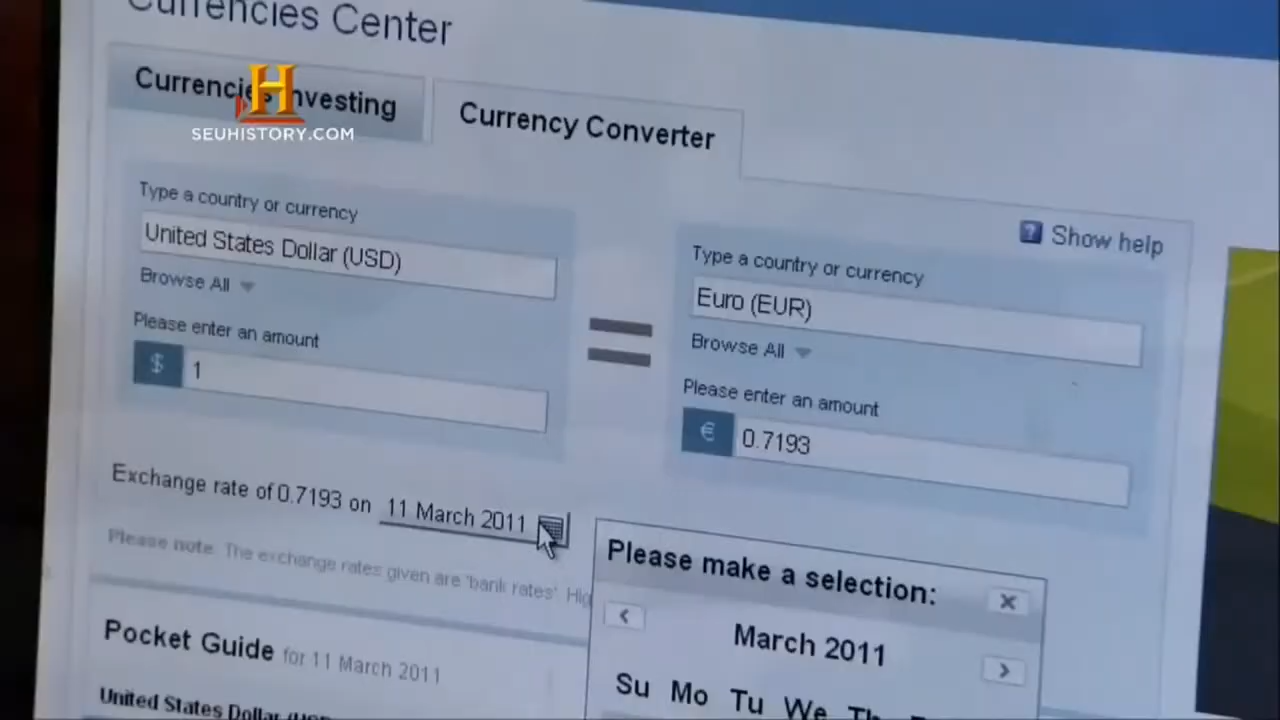 Currencies Center
Currencies Investing
Currency Converter
H
SEUHISTORY.COM
Show help
Type a country or currency
United States Dollar (USD)
Browse All
Please enter an amount
$ 1
=
Type a country or currency
Euro (EUR)
Browse All
Please enter an amount
€ 0.7193
Exchange rate of 0.7193 on 11 March 2011
Please note: The exchange rates given are 'bank rates'
Please make a selection:
March 2011
Su Mo Tu We Th
Pocket Guide for 11 March 2011
United States Dollar